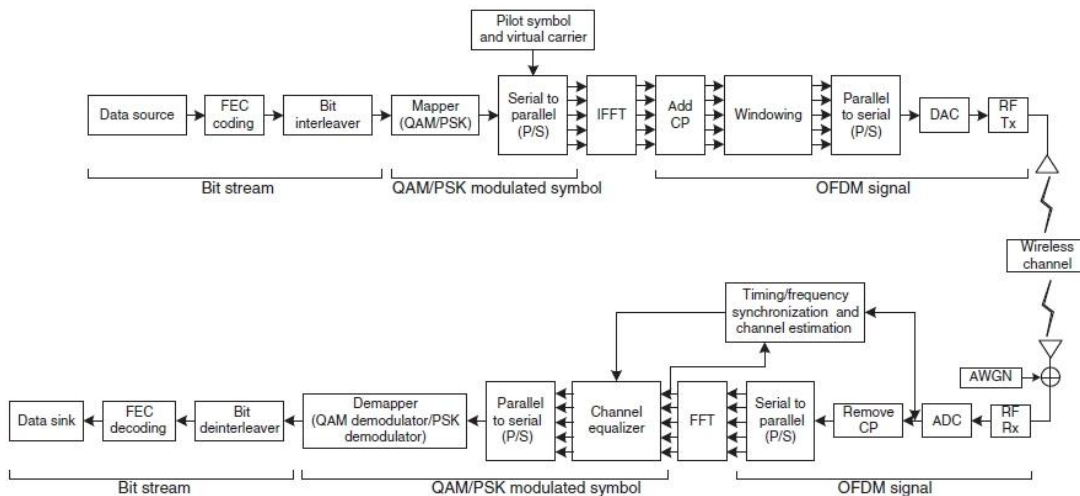 Pilot symbol
and virtual carrier
Data source
FEC
coding
Bit
interleaver
Mapper
(QAM/PSK)
Serial to
parallel
(P/S)
IFFT
Add
CP
Windowing
Parallel
to serial
(P/S)
DAC
RF
Tx
Bit stream
QAM/PSK modulated symbol
OFDM signal
Wireless
channel
Timing/frequency
synchronization and
channel estimation
AWGN
Data sink
FEC
decoding
Bit
deinterleaver
Demapper
(QAM demodulator/PSK
demodulator)
Parallel
to serial
(P/S)
Channel
equalizer
FFT
Serial to
parallel
(P/S)
Remove
CP
ADC
RF
Rx
Bit stream
QAM/PSK modulated symbol
OFDM signal